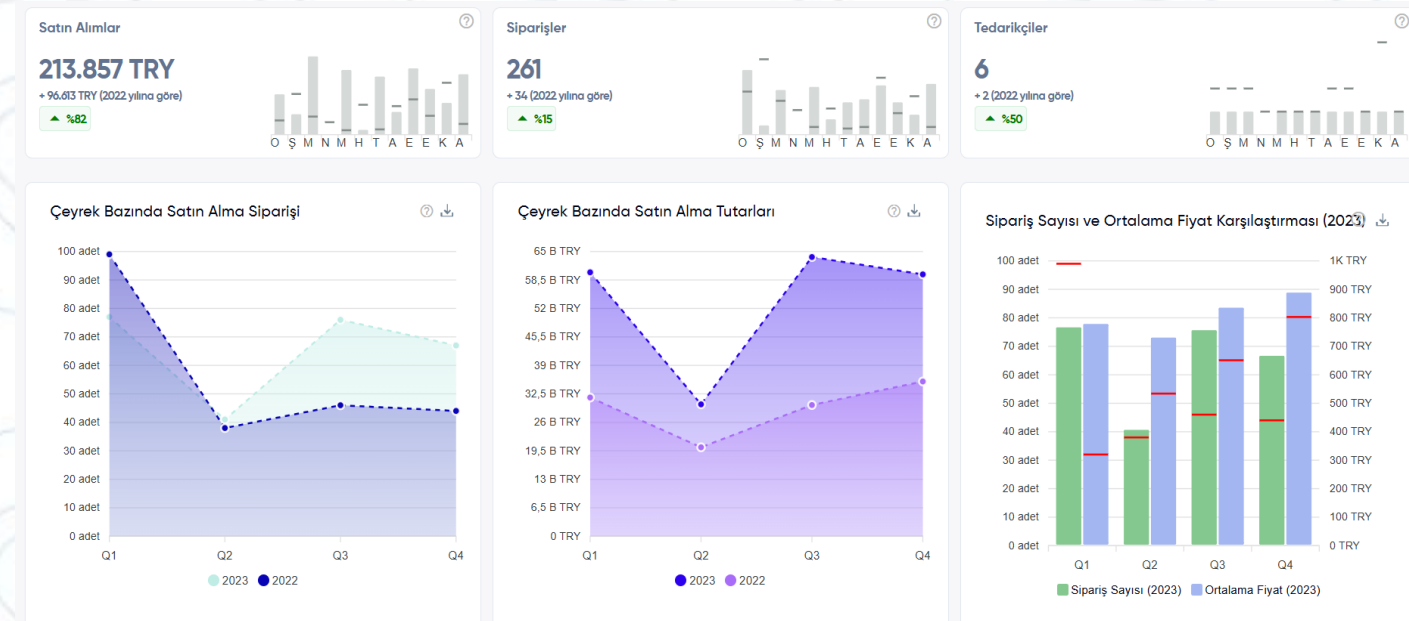 Satın Alımlar
213.857 TRY
+ 96.613 TRY (2022 yılına göre)
%82
O Ş M N M H T A E E K A
Siparişler
261
+ 34 (2022 yılına göre)
%15
O Ş M N M H T A E E K A
Tedarikçiler
6
+ 2 (2022 yılına göre)
%50
O Ş M N M H T A E E K A
Çeyrek Bazında Satın Alma Siparişi
100 adet
90 adet
80 adet
70 adet
60 adet
50 adet
40 adet
30 adet
20 adet
10 adet
0 adet
Q1 Q2 Q3 Q4
2023 2022
Çeyrek Bazında Satın Alma Tutarları
65 B TRY
58,5 B TRY
52 B TRY
45,5 B TRY
39 B TRY
32,5 B TRY
26 B TRY
19,5 B TRY
13 B TRY
6,5 B TRY
0 TRY
Q1 Q2 Q3 Q4
2023 2022
Sipariş Sayısı ve Ortalama Fiyat Karşılaştırması (2023)
100 adet 1K TRY
90 adet 900 TRY
80 adet 800 TRY
70 adet 700 TRY
60 adet 600 TRY
50 adet 500 TRY
40 adet 400 TRY
30 adet 300 TRY
20 adet 200 TRY
10 adet 100 TRY
0 adet 0 TRY
Q1 Q2 Q3 Q4
Sipariş Sayısı (2023) Ortalama Fiyat (2023)